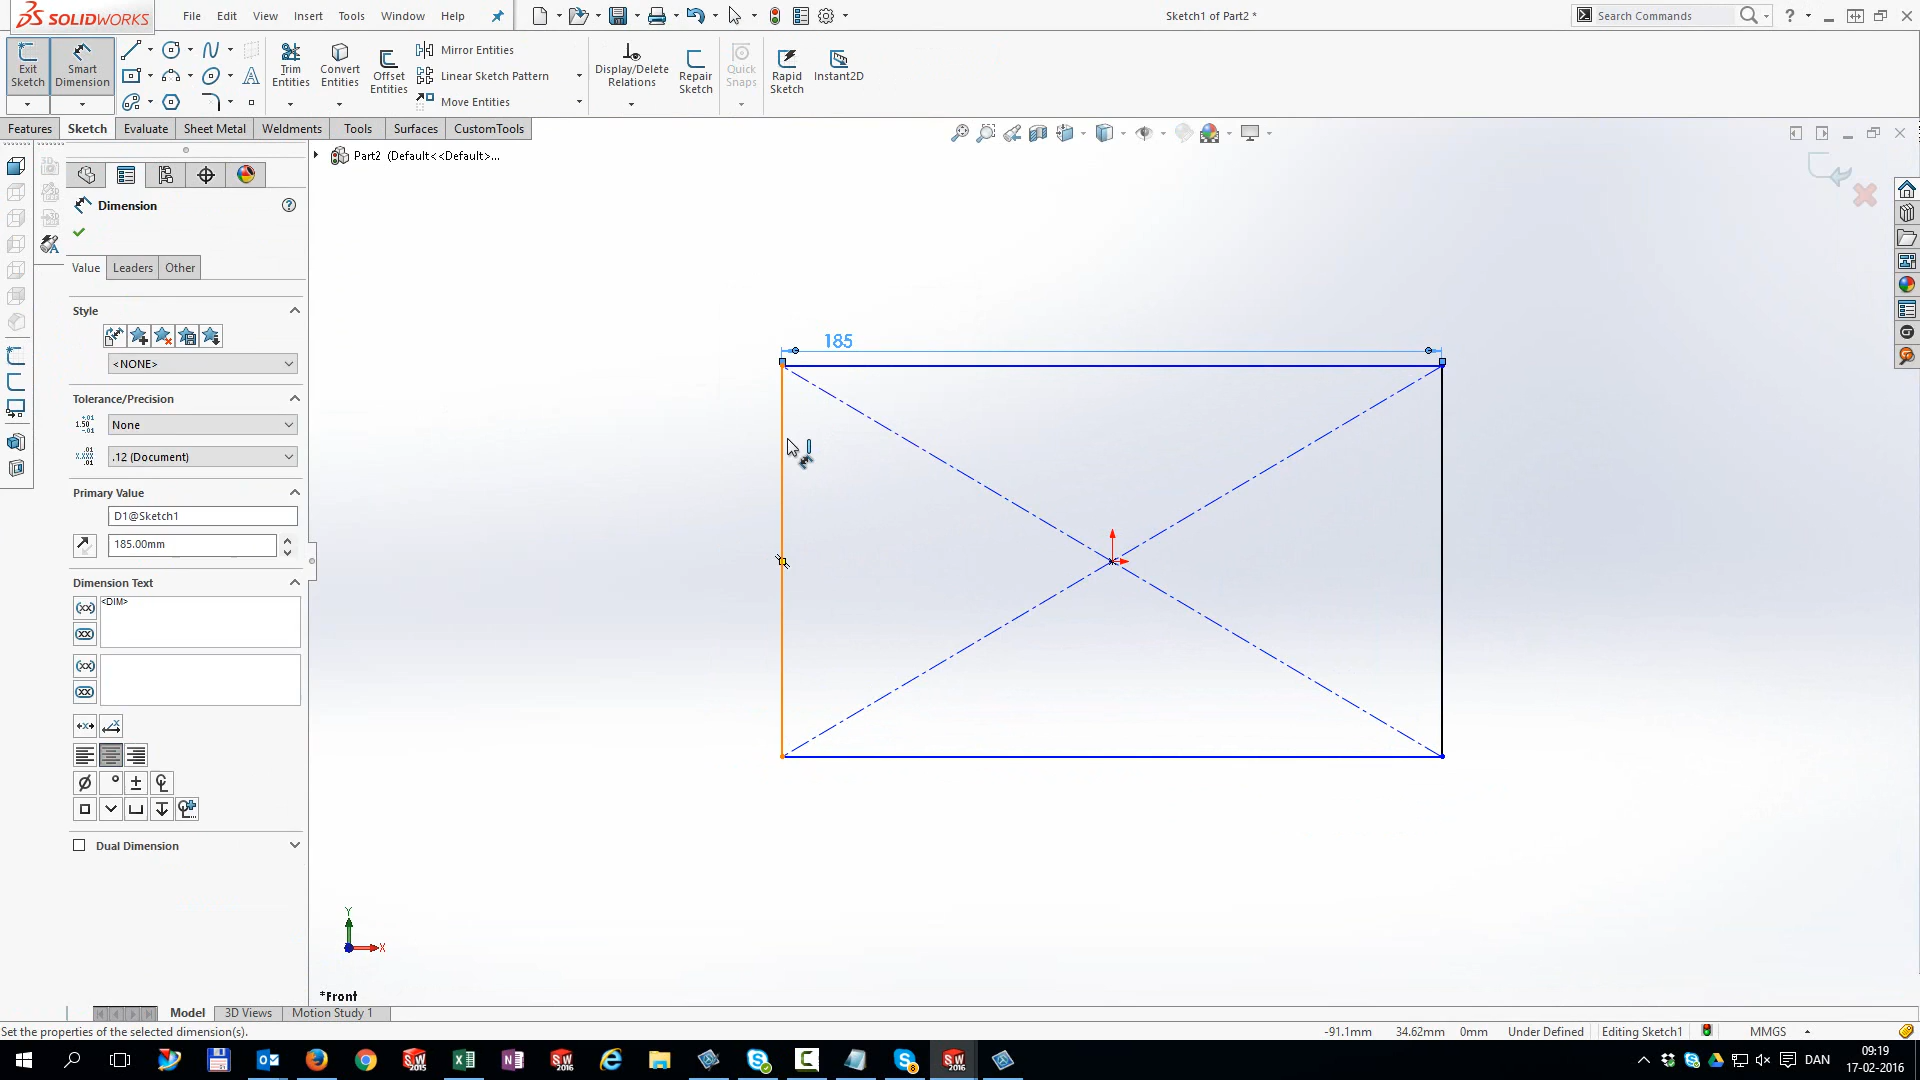 SOLIDWORKS
File Edit View Insert Tools Window Help
Sketch1 of Part2 *
Search Commands
Exit Sketch
Smart Dimension
Trim Entities
Convert Entities
Offset Entities
Mirror Entities
Linear Sketch Pattern
Move Entities
Display/Delete Relations
Repair Sketch
Quick Snaps
Rapid Sketch
Instant2D
Features Sketch Evaluate Sheet Metal Weldments Tools Surfaces CustomTools
Part2 (Default<<Default>...
Dimension
Value Leaders Other
Style
<NONE>
Tolerance/Precision
None
.12 (Document)
Primary Value
D1@Sketch1
185.00mm
Dimension Text
<DIM>
Dual Dimension
185
Y
X
*Front
Model 3D Views Motion Study 1
Set the properties of the selected dimension(s).
-91.1mm 34.62mm 0mm Under Defined Editing Sketch1 MMGS
DAN
09:19
17-02-2016